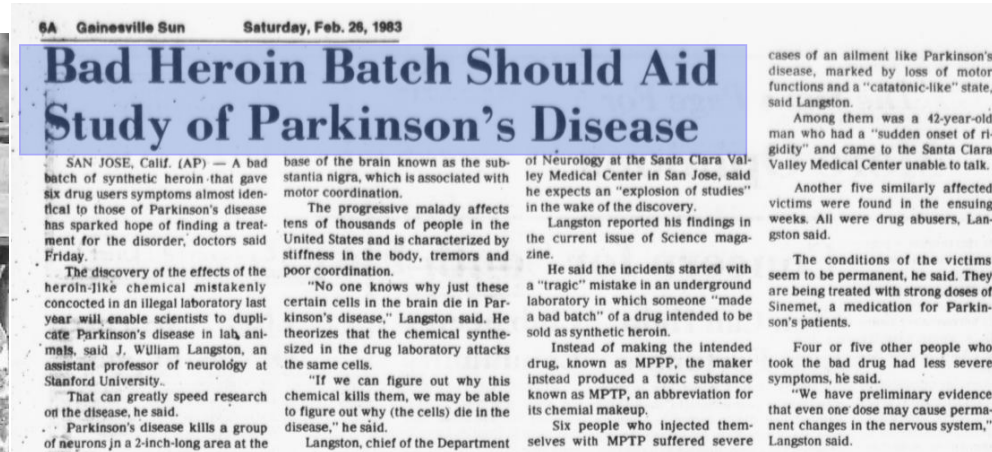 6A Gainesville Sun Saturday, Feb. 26, 1983
Bad Heroin Batch Should Aid
Study of Parkinson's Disease
SAN JOSE, Calif. (AP) — A bad
batch of synthetic heroin that gave
six drug users symptoms almost iden-
tical to those of Parkinson's disease
has sparked hope of finding a treat-
ment for the disorder, doctors said
Friday.
The discovery of the effects of the
heroin-like chemical mistakenly
concocted in an illegal laboratory last
year will enable scientists to dupli-
cate Parkinson's disease in lab ani-
mals, said J. William Langston, an
assistant professor of neurology at
Stanford University.
That can greatly speed research
on the disease, he said.
Parkinson's disease kills a group
of neurons in a 2-inch-long area at the
base of the brain known as the sub-
stantia nigra, which is associated with
motor coordination.
The progressive malady affects
tens of thousands of people in the
United States and is characterized by
stiffness in the body, tremors and
poor coordination.
"No one knows why just these
certain cells in the brain die in Par-
kinson's disease," Langston said. He
theorizes that the chemical synthe-
sized in the drug laboratory attacks
the same cells.
"If we can figure out why this
chemical kills them, we may be able
to figure out why (the cells) die in the
disease," he said.
Langston, chief of the Department
of Neurology at the Santa Clara Val-
ley Medical Center in San Jose, said
he expects an "explosion of studies"
in the wake of the discovery.
Langston reported his findings in
the current issue of Science maga-
zine.
He said the incidents started with
a "tragic" mistake in an underground
laboratory in which someone "made
a bad batch" of a drug intended to be
sold as synthetic heroin.
Instead of making the intended
drug, known as MPPP, the maker
instead produced a toxic substance
known as MPTP, an abbreviation for
its chemial makeup.
Six people who injected them-
selves with MPTP suffered severe
cases of an ailment like Parkinson's
disease, marked by loss of motor
functions and a "catatonic-like" state,
said Langston.
Among them was a 42-year-old
man who had a "sudden onset of ri-
gidity" and came to the Santa Clara
Valley Medical Center unable to talk.
Another five similarly affected
victims were found in the ensuing
weeks. All were drug abusers, Lan-
gston said.
The conditions of the victims
seem to be permanent, he said. They
are being treated with strong doses of
Sinemet, a medication for Parkin-
son's patients.
Four or five other people who
took the bad drug had less severe
symptoms, he said.
"We have preliminary evidence
that even one dose may cause perma-
nent changes in the nervous system,"
Langston said.